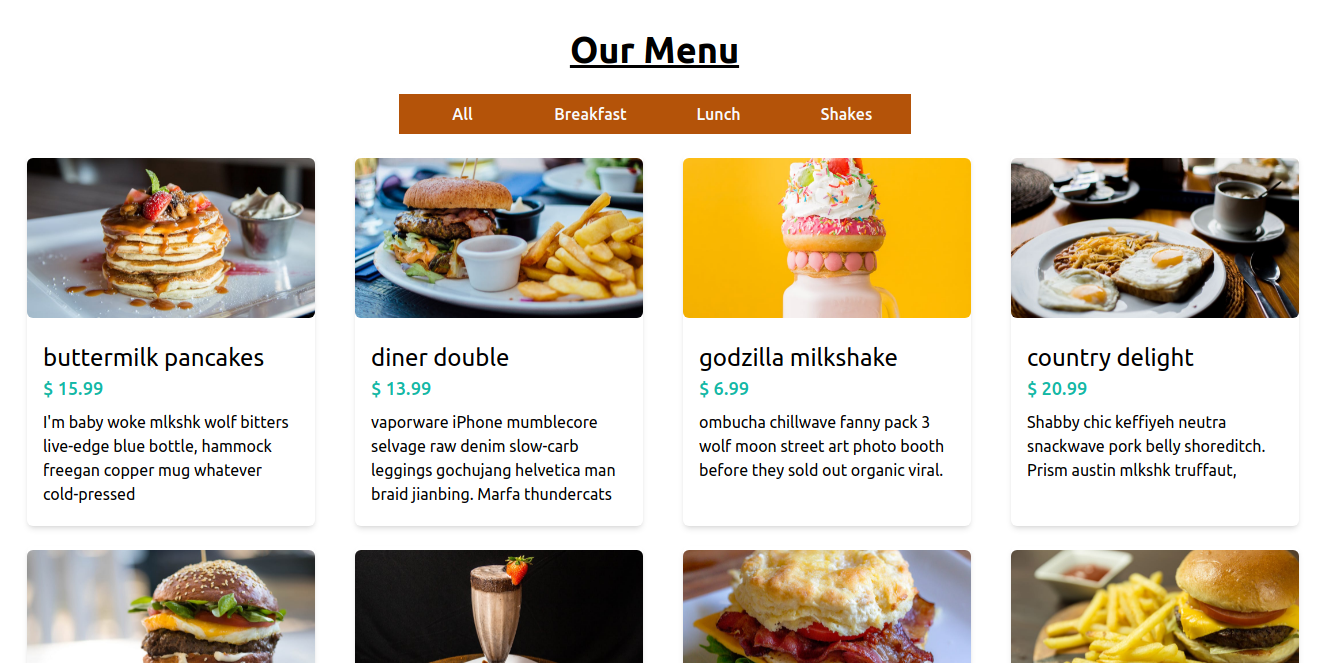 Our Menu
All
Breakfast
Lunch
Shakes
buttermilk pancakes
$ 15.99
I'm baby woke mlkshk wolf bitters
live-edge blue bottle, hammock
freegan copper mug whatever
cold-pressed
diner double
$ 13.99
vaporware iPhone mumblecore
selvage raw denim slow-carb
leggings gochujang helvetica man
braid jianbing. Marfa thundercats
godzilla milkshake
$ 6.99
ombucha chillwave fanny pack 3
wolf moon street art photo booth
before they sold out organic viral.
country delight
$ 20.99
Shabby chic keffiyeh neutra
snackwave pork belly shoreditch.
Prism austin mlkshk truffaut,